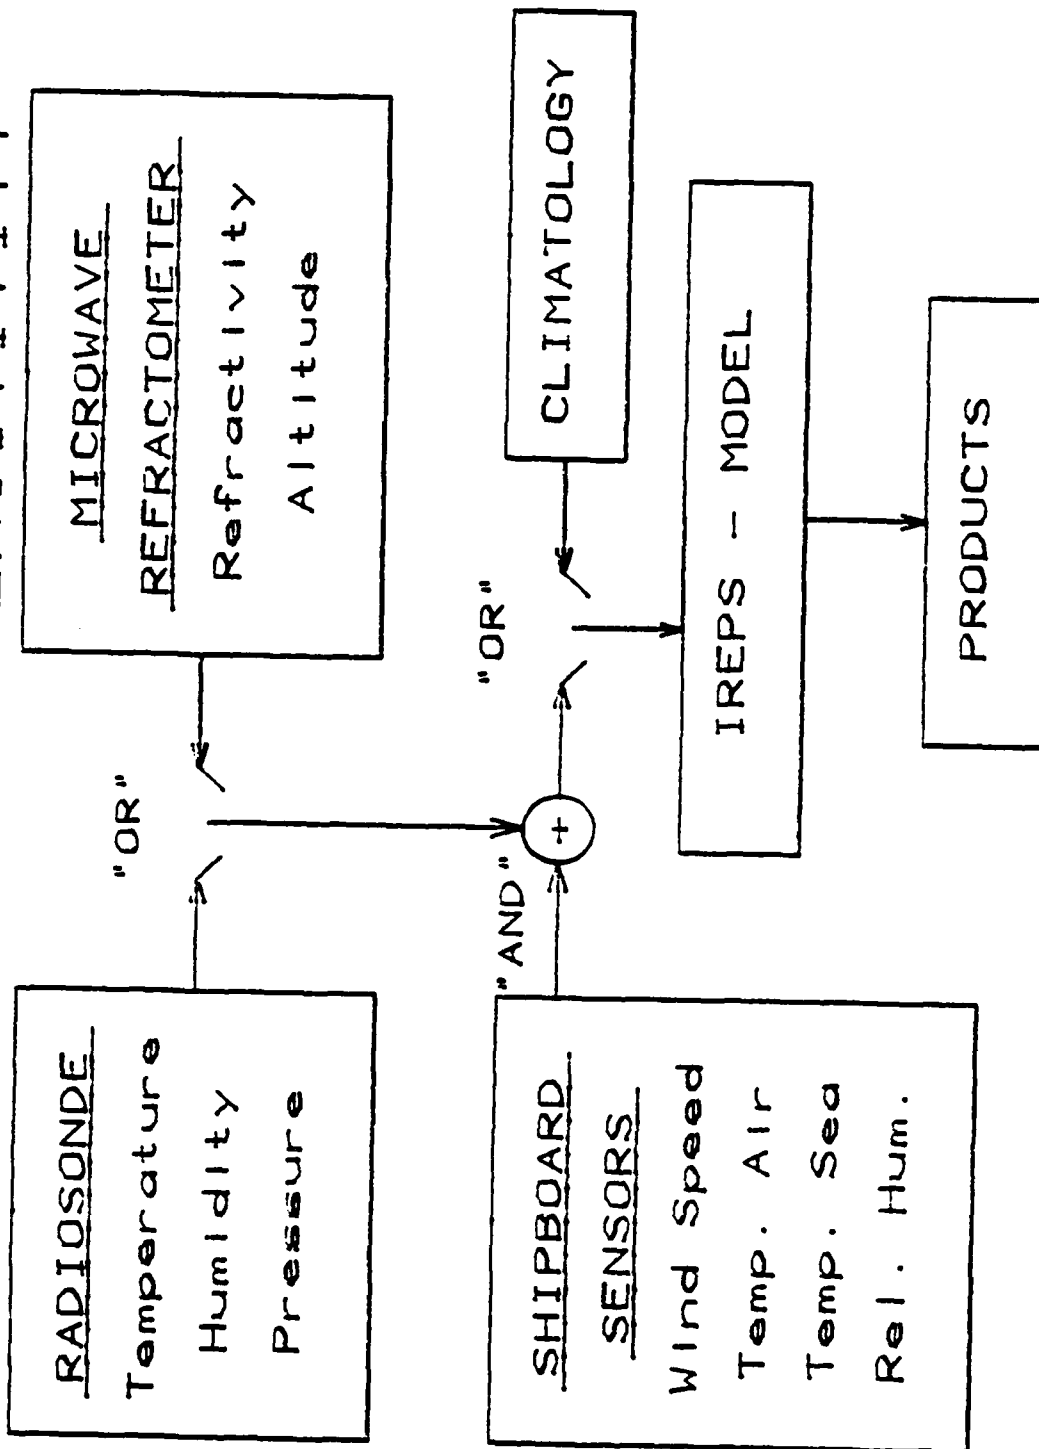 RADIOSONDE
Temperature
Humidity
Pressure
"OR"
MICROWAVE
REFRACTOMETER
Refractivity
Altitude
SHIPBOARD
SENSORS
Wind Speed
Temp. Air
Temp. Sea
Rel. Hum.
"AND"
+
"OR"
CLIMATOLOGY
IREPS - MODEL
PRODUCTS